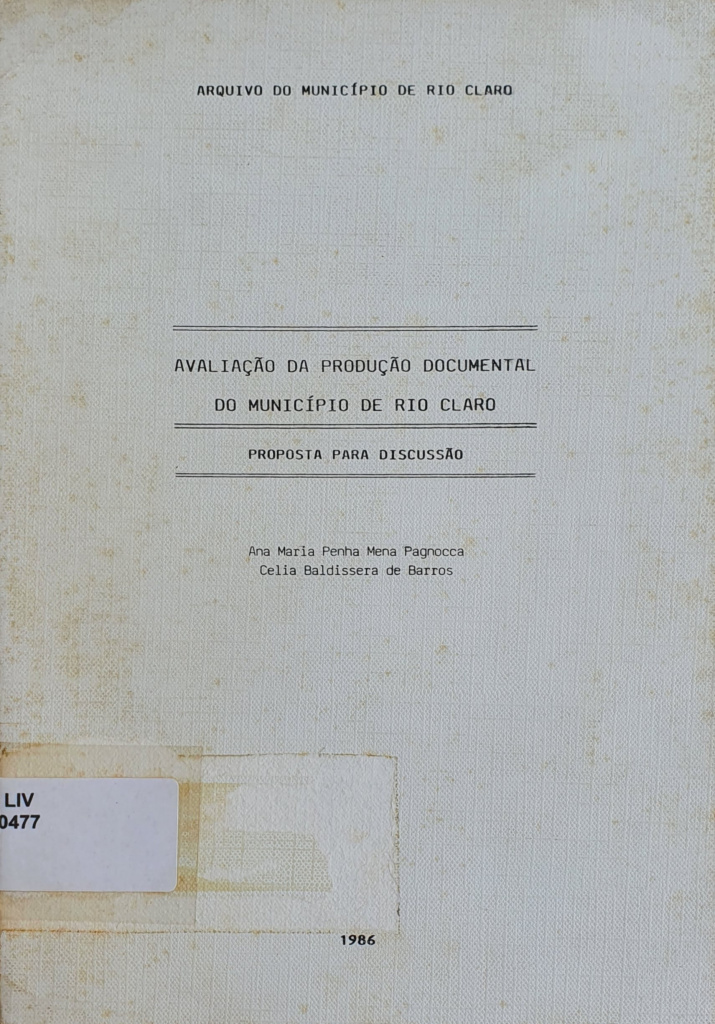 ARQUIVO DO MUNICÍPIO DE RIO CLARO
AVALIAÇÃO DA PRODUÇÃO DOCUMENTAL
DO MUNICÍPIO DE RIO CLARO
PROPOSTA PARA DISCUSSÃO
Ana Maria Penha Mena Pagnocca
Celia Baldissera de Barros
LIV
0477
1986